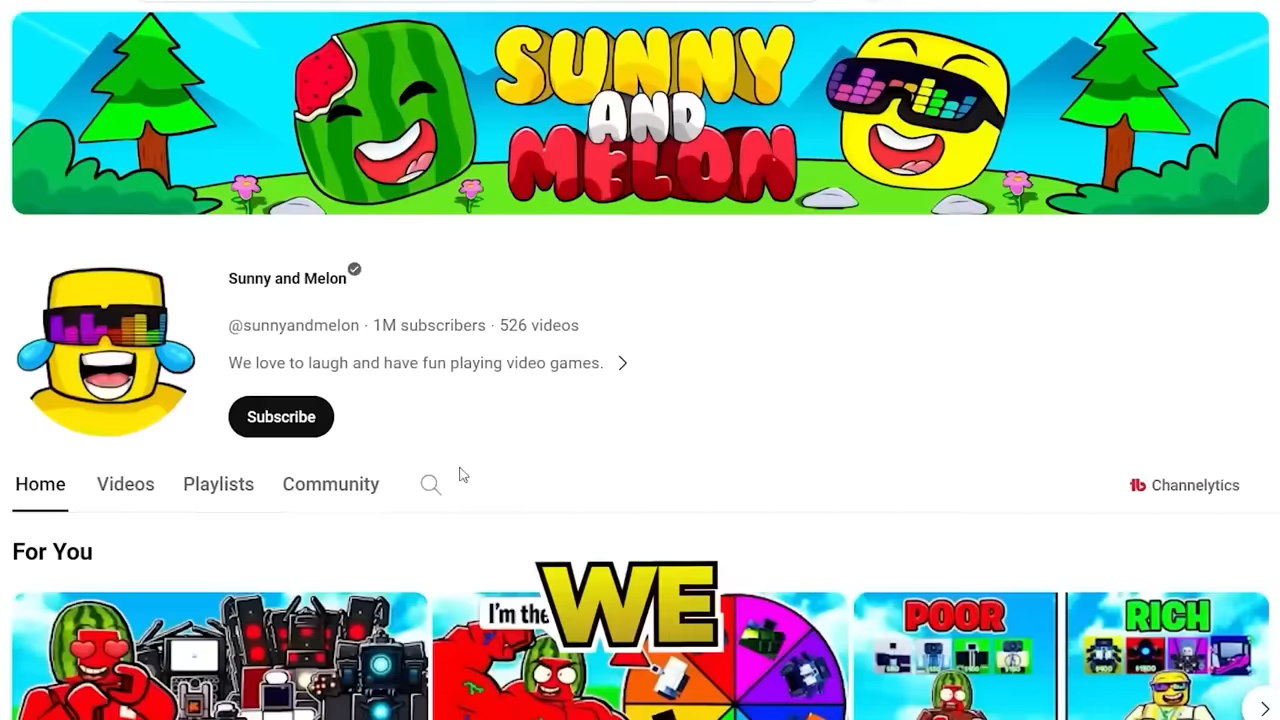 SUNNY
AND
MELON
Sunny and Melon
@sunnyandmelon · 1M subscribers · 526 videos
We love to laugh and have fun playing video games.
Subscribe
Home Videos Playlists Community
tb Channelytics
For You
WE
I'm the
POOR RICH